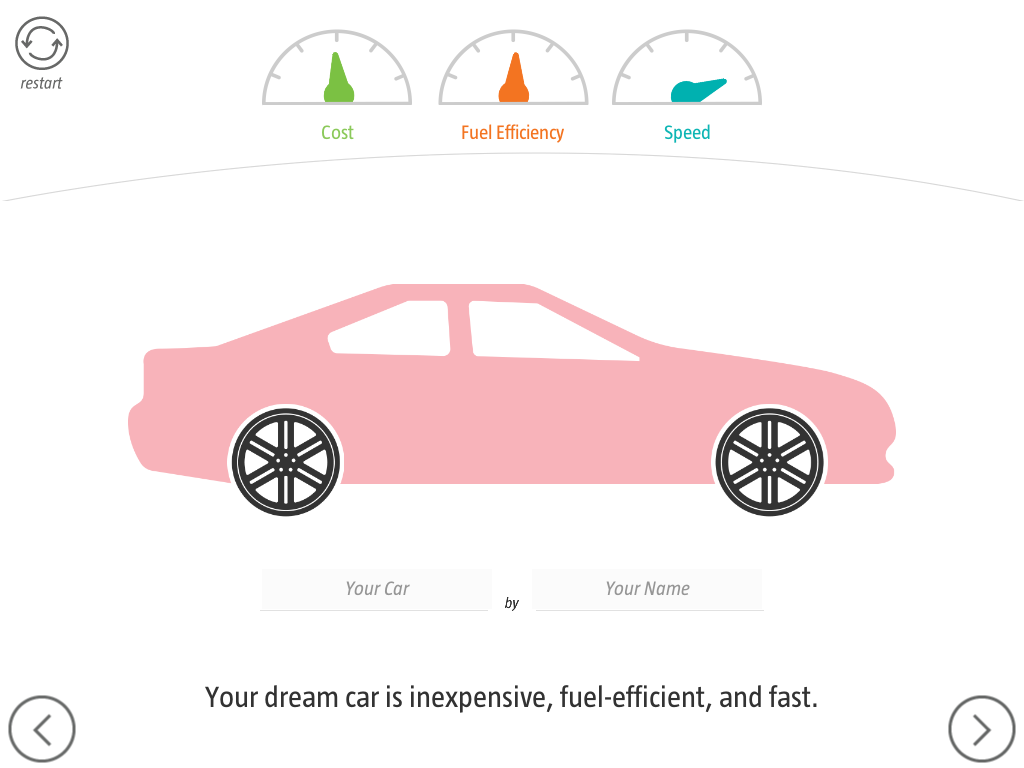 restart
Cost
Fuel Efficiency
Speed
Your Car
by
Your Name
Your dream car is inexpensive, fuel-efficient, and fast.